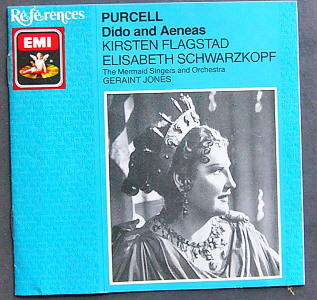 Références
EMI
PURCELL
Dido and Aeneas
KIRSTEN FLAGSTAD
ELISABETH SCHWARZKOPF
The Mermaid Singers and Orchestra
GERAINT JONES